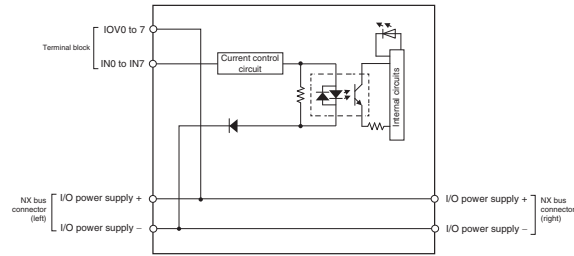 IOV0 to 7
Terminal block
IN0 to IN7
Current control
circuit
Internal circuits
NX bus
connector
(left)
I/O power supply +
I/O power supply −
I/O power supply +
I/O power supply −
NX bus
connector
(right)